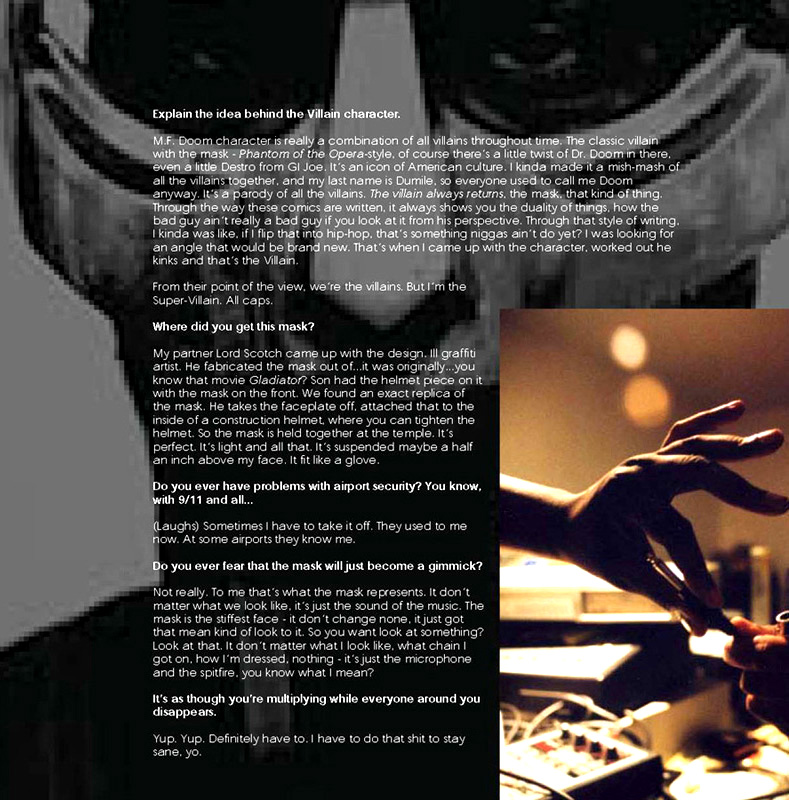 Explain the idea behind the Villain character.
M.F. Doom character is really a combination of all villains throughout time. The classic villain
with the mask - Phantom of the Opera-style, of course there's a little twist of Dr. Doom in there,
even a little Destro from GI Joe. It's an icon of American culture. I kinda made it a mish-mash of
all the villains together, and my last name is Dumile, so everyone used to call me Doom
anyway. It's a parody of all the villains. The villain always returns, the mask, that kind of thing.
Through the way these comics are written, it always shows you the duality of things, how the
bad guy ain't really a bad guy if you look at it from his perspective. Through that style of writing,
I kinda was like, if I flip that into hip-hop, that's something niggas ain't do yet? I was looking for
an angle that would be brand new. That's when I came up with the character, worked out he
kinks and that's the Villain.
From their point of the view, we're the villains. But I'm the
Super-Villain. All caps.
Where did you get this mask?
My partner Lord Scotch came up with the design. Ill graffiti
artist. He fabricated the mask out of...it was originally...you
know that movie Gladiator? Son had the helmet piece on it
with the mask on the front. We found an exact replica of
the mask. He takes the faceplate off, attached that to the
inside of a construction helmet, where you can tighten the
helmet. So the mask is held together at the temple. It's
perfect. It's light and all that. It's suspended maybe a half
an inch above my face. It fit like a glove.
Do you ever have problems with airport security? You know,
with 9/11 and all...
(Laughs) Sometimes I have to take it off. They used to me
now. At some airports they know me.
Do you ever fear that the mask will just become a gimmick?
Not really. To me that's what the mask represents. It don't
matter what we look like, it's just the sound of the music. The
mask is the stiffest face - it don't change none, it just got
that mean kind of look to it. So you want look at something?
Look at that. It don't matter what I look like, what chain I
got on, how I'm dressed, nothing - it's just the microphone
and the spitfire, you know what I mean?
It's as though you're multiplying while everyone around you
disappears.
Yup. Yup. Definitely have to. I have to do that shit to stay
sane, yo.